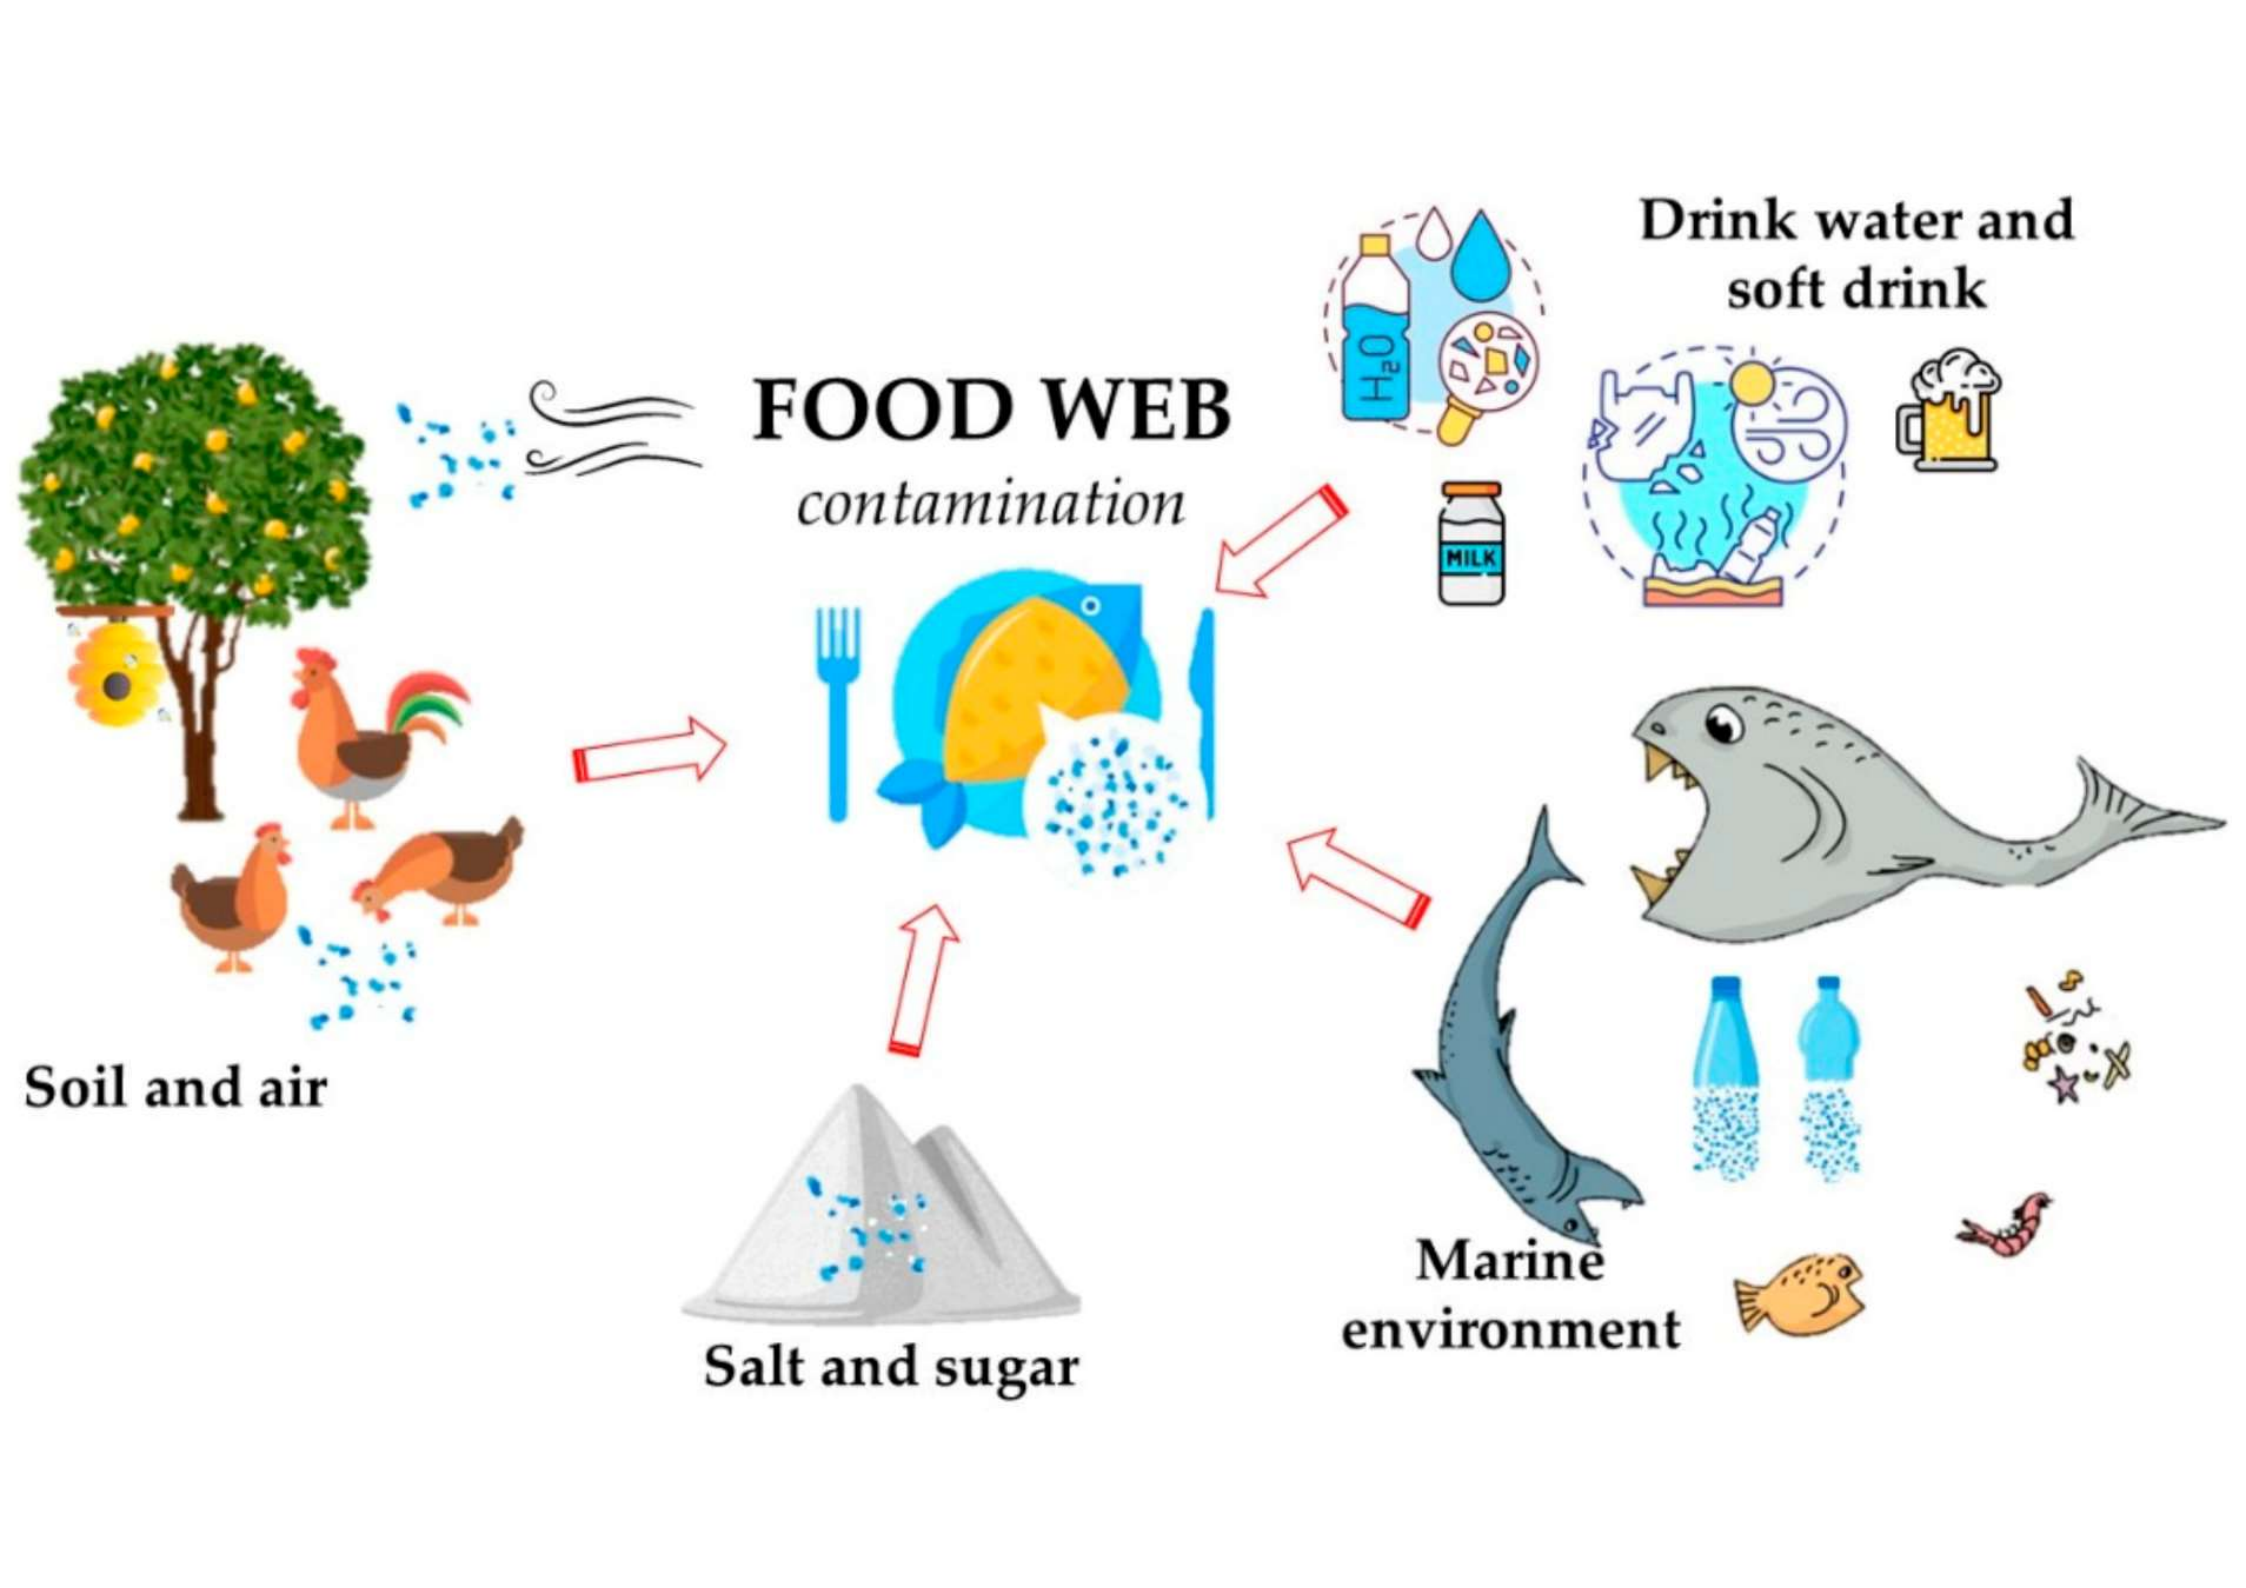 Drink water and
soft drink
H₂O
FOOD WEB
contamination
MILK
Soil and air
Marine
environment
Salt and sugar